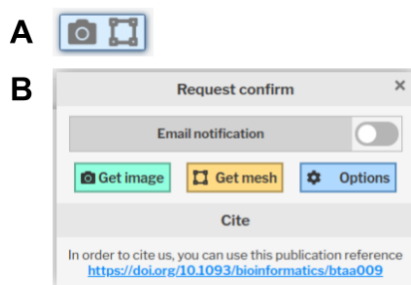 A
B
Request confirm ×
Email notification
Get image Get mesh Options
Cite
In order to cite us, you can use this publication reference
https://doi.org/10.1093/bioinformatics/btaa009